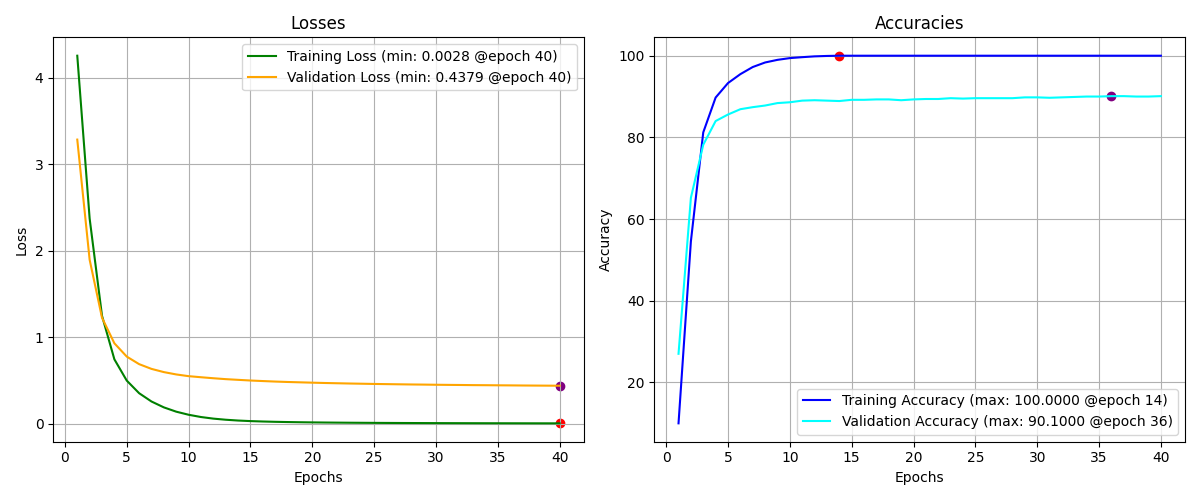 Losses
Training Loss (min: 0.0028 @epoch 40)
Validation Loss (min: 0.4379 @epoch 40)
4
3
2
1
0
Loss
0 5 10 15 20 25 30 35 40
Epochs
Accuracies
100
80
60
40
20
Accuracy
Training Accuracy (max: 100.0000 @epoch 14)
Validation Accuracy (max: 90.1000 @epoch 36)
0 5 10 15 20 25 30 35 40
Epochs